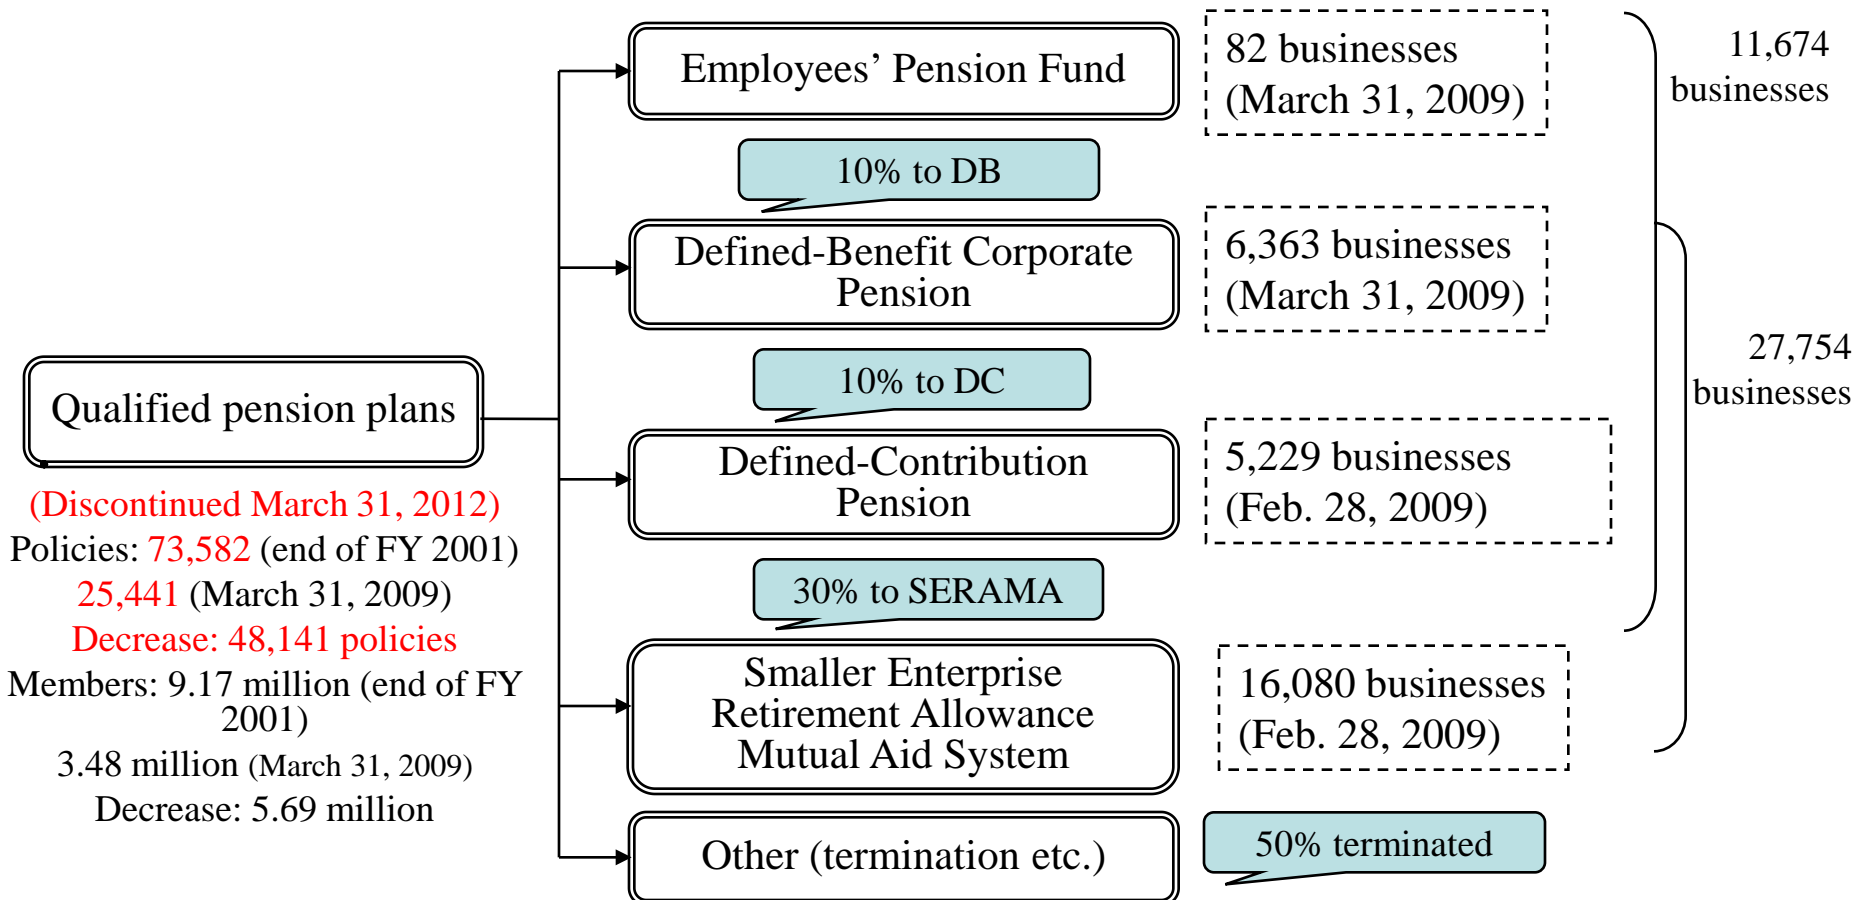 Qualified pension plans
(Discontinued March 31, 2012)
Policies: 73,582 (end of FY 2001)
25,441 (March 31, 2009)
Decrease: 48,141 policies
Members: 9.17 million (end of FY
2001)
3.48 million (March 31, 2009)
Decrease: 5.69 million
Employees’ Pension Fund
82 businesses
(March 31, 2009)
10% to DB
Defined-Benefit Corporate
Pension
6,363 businesses
(March 31, 2009)
10% to DC
Defined-Contribution
Pension
5,229 businesses
(Feb. 28, 2009)
30% to SERAMA
Smaller Enterprise
Retirement Allowance
Mutual Aid System
16,080 businesses
(Feb. 28, 2009)
Other (termination etc.)
50% terminated
11,674
businesses
27,754
businesses